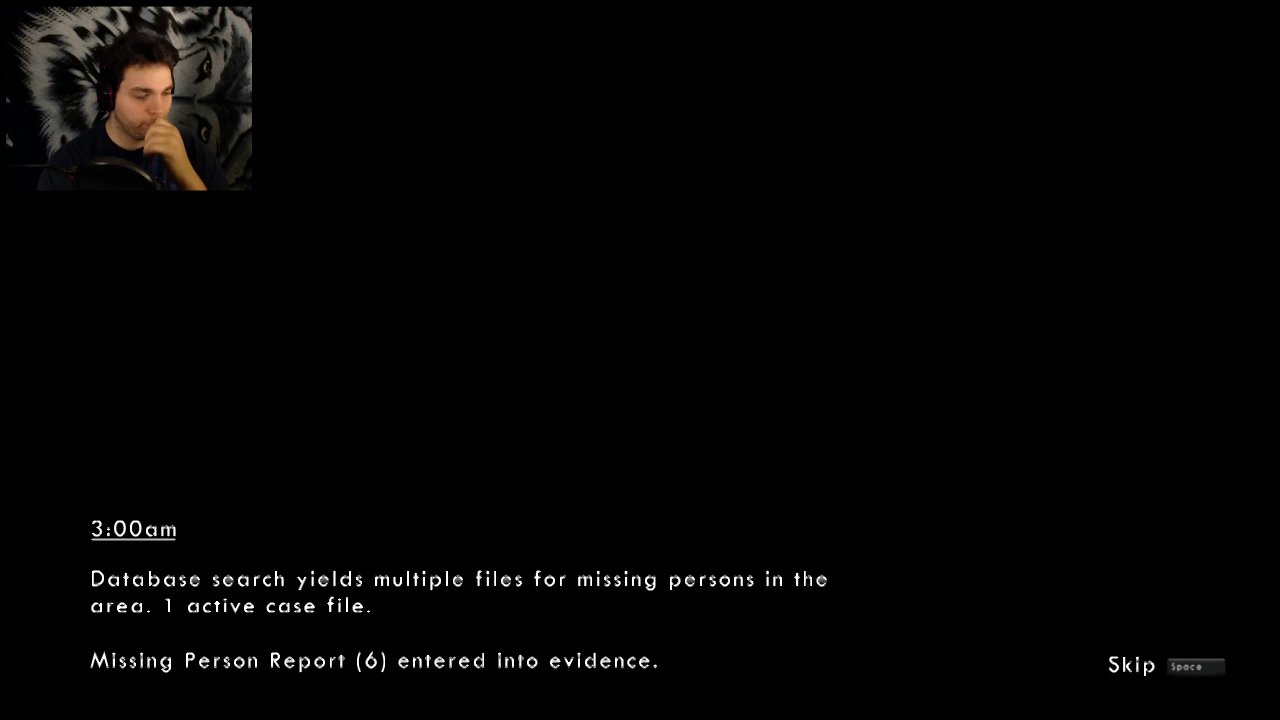 3:00am
Database search yields multiple files for missing persons in the
area. 1 active case file.
Missing Person Report (6) entered into evidence.
Skip Space